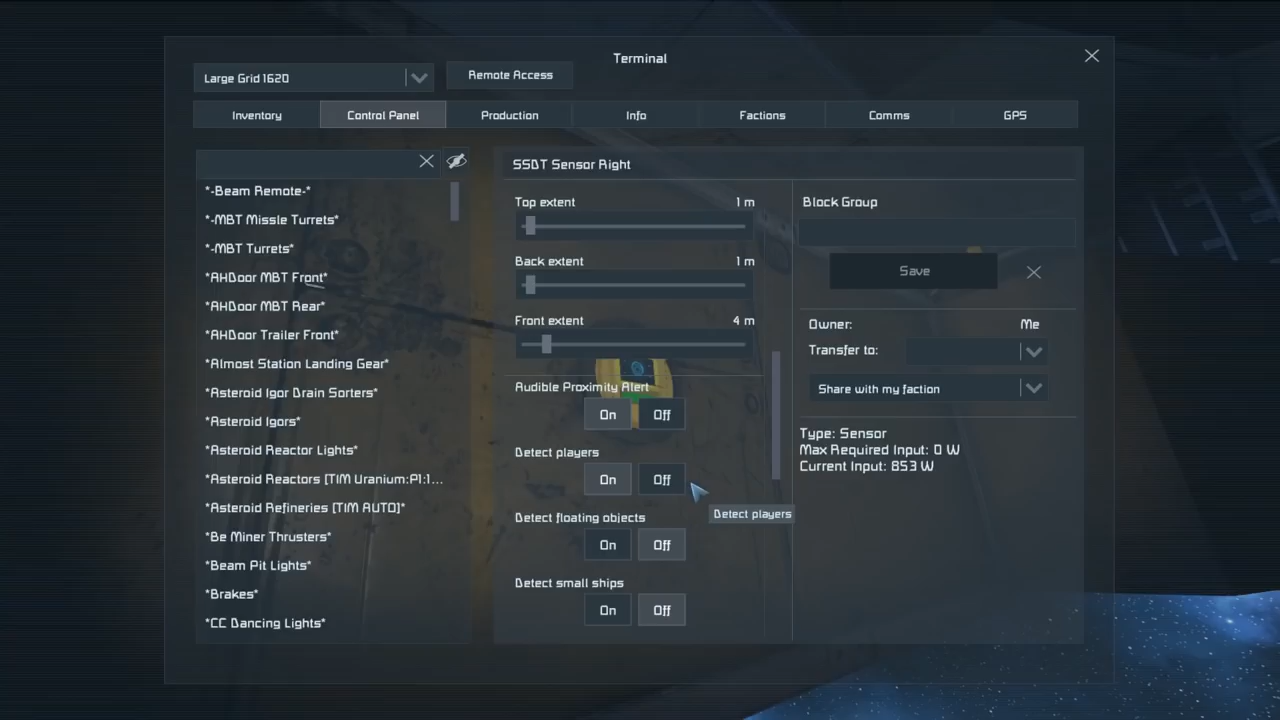 Terminal
Large Grid 1620
Remote Access
Inventory
Control Panel
Production
Info
Factions
Comms
GPS
*-Beam Remote-*
*-MBT Missle Turrets*
*-MBT Turrets*
*AHDoor MBT Front*
*AHDoor MBT Rear*
*AHDoor Trailer Front*
*Almost Station Landing Gear*
*Asteroid Igor Drain Sorters*
*Asteroid Igors*
*Asteroid Reactor Lights*
*Asteroid Reactors [TIM Uranium:P1:1...
*Asteroid Refineries [TIM AUTO]*
*Be Miner Thrusters*
*Beam Pit Lights*
*Brakes*
*CC Dancing Lights*
SSDT Sensor Right
Top extent 1 m
Back extent 1 m
Front extent 4 m
Audible Proximity Alert
On Off
Detect players
On Off
Detect players
Detect floating objects
On Off
Detect small ships
On Off
Block Group
Save
Owner: Me
Transfer to:
Share with my faction
Type: Sensor
Max Required Input: 0 W
Current Input: 853 W